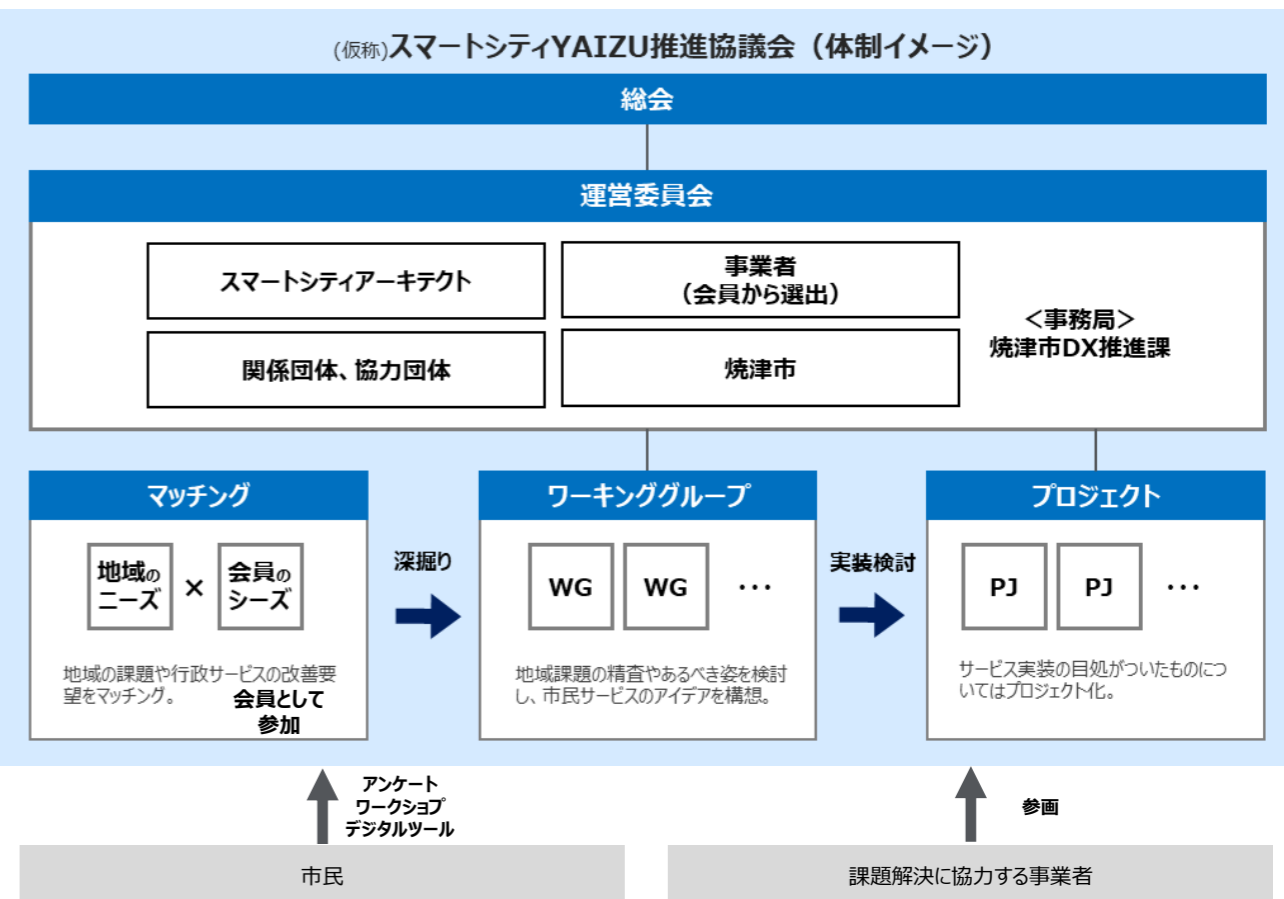 (仮称)スマートシティYAIZU推進協議会（体制イメージ）
総会
運営委員会
スマートシティアーキテクト
事業者
（会員から選出）
関係団体、協力団体
焼津市
＜事務局＞
焼津市DX推進課
マッチング
地域の
ニーズ
×
会員の
シーズ
地域の課題や行政サービスの改善要
望をマッチング。
会員として
参加
深掘り
ワーキンググループ
WG
WG
･･･
地域課題の精査やあるべき姿を検討
し、市民サービスのアイデアを構想。
実装検討
プロジェクト
PJ
PJ
･･･
サービス実装の目処がついたものにつ
いてはプロジェクト化。
アンケート
ワークショプ
デジタルツール
参画
市民
課題解決に協力する事業者